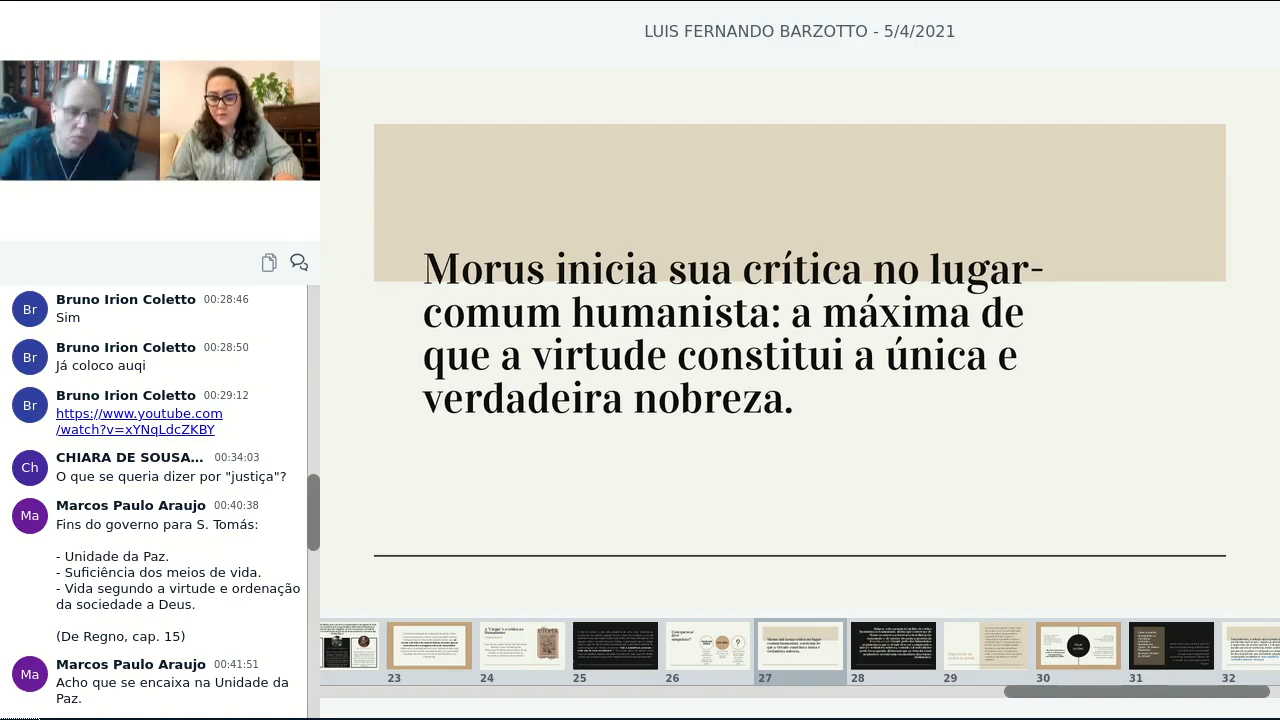 LUIS FERNANDO BARZOTTO - 5/4/2021
Morus inicia sua crítica no lugar-
comum humanista: a máxima de
que a virtude constitui a única e
verdadeira nobreza.
Br
Bruno Irion Coletto 00:28:46
Sim
Br
Bruno Irion Coletto 00:28:50
Já coloco auqi
Br
Bruno Irion Coletto 00:29:12
https://www.youtube.com
/watch?v=xYNqLdcZKBY
Ch
CHIARA DE SOUSA... 00:34:03
O que se queria dizer por "justiça"?
Ma
Marcos Paulo Araujo 00:40:38
Fins do governo para S. Tomás:
- Unidade da Paz.
- Suficiência dos meios de vida.
- Vida segundo a virtude e ordenação
da sociedade a Deus.
(De Regno, cap. 15)
Ma
Marcos Paulo Araujo 00:41:51
Acho que se encaixa na Unidade da
Paz.
23 24 25 26 27 28 29 30 31 32